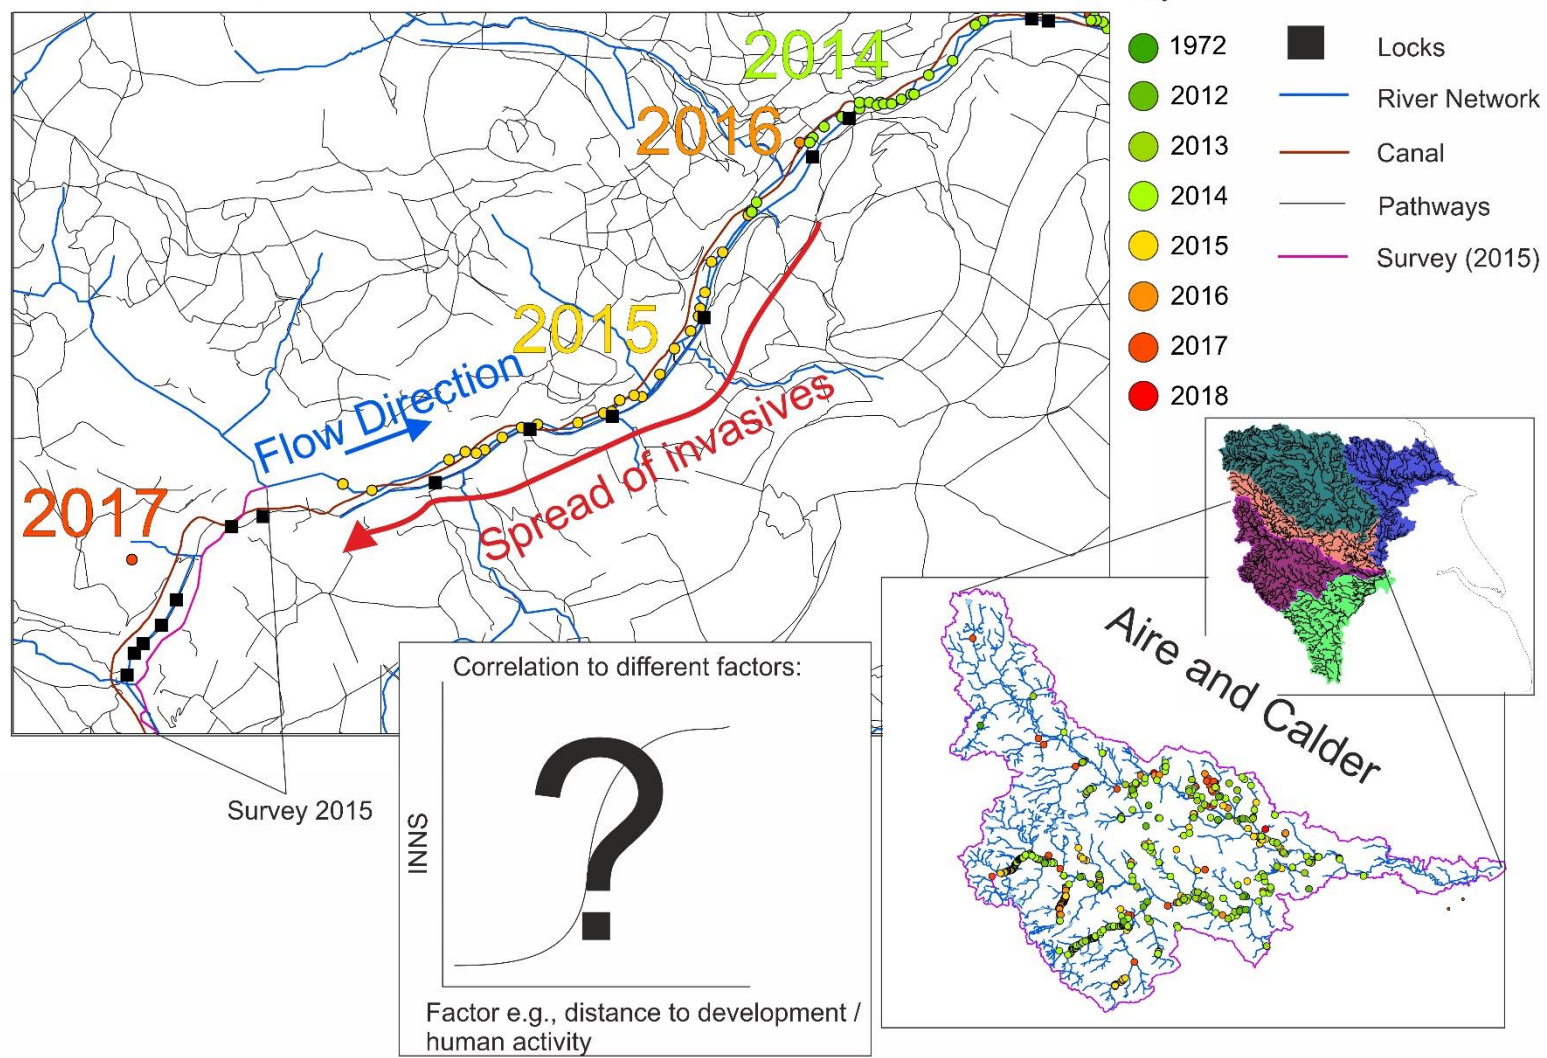 2014
2016
2015
Flow Direction
Spread of invasives
2017
Survey 2015
1972
2012
2013
2014
2015
2016
2017
2018
Locks
River Network
Canal
Pathways
Survey (2015)
Correlation to different factors:
?
INNS
Factor e.g., distance to development /
human activity
Aire and Calder